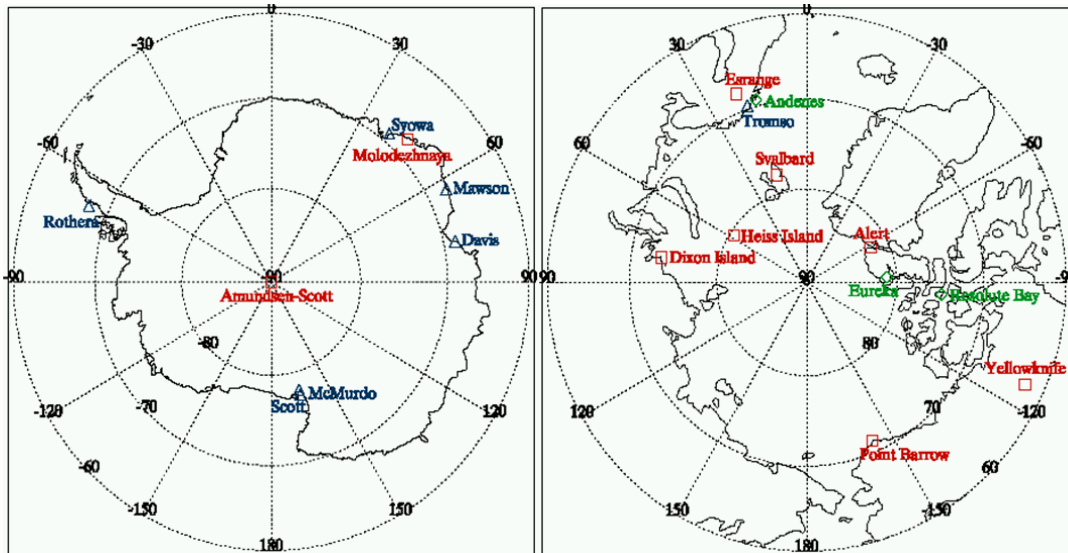 0
-30
30
-60
60
Syowa
Molodezhnaya
Mawson
Rothera
Davis
-90
-90
90
Amundsen-Scott
-80
McMurdo
Scott
-120
-70
120
-60
-150
150
180
0
30
-30
Esrange
Andenes
Tromso
60
-60
Svalbard
Heiss Island
Alert
Dixon Island
90
90
-90
Eureka
Resolute Bay
80
Yellowknife
120
70
-120
Point Barrow
60
150
-150
180